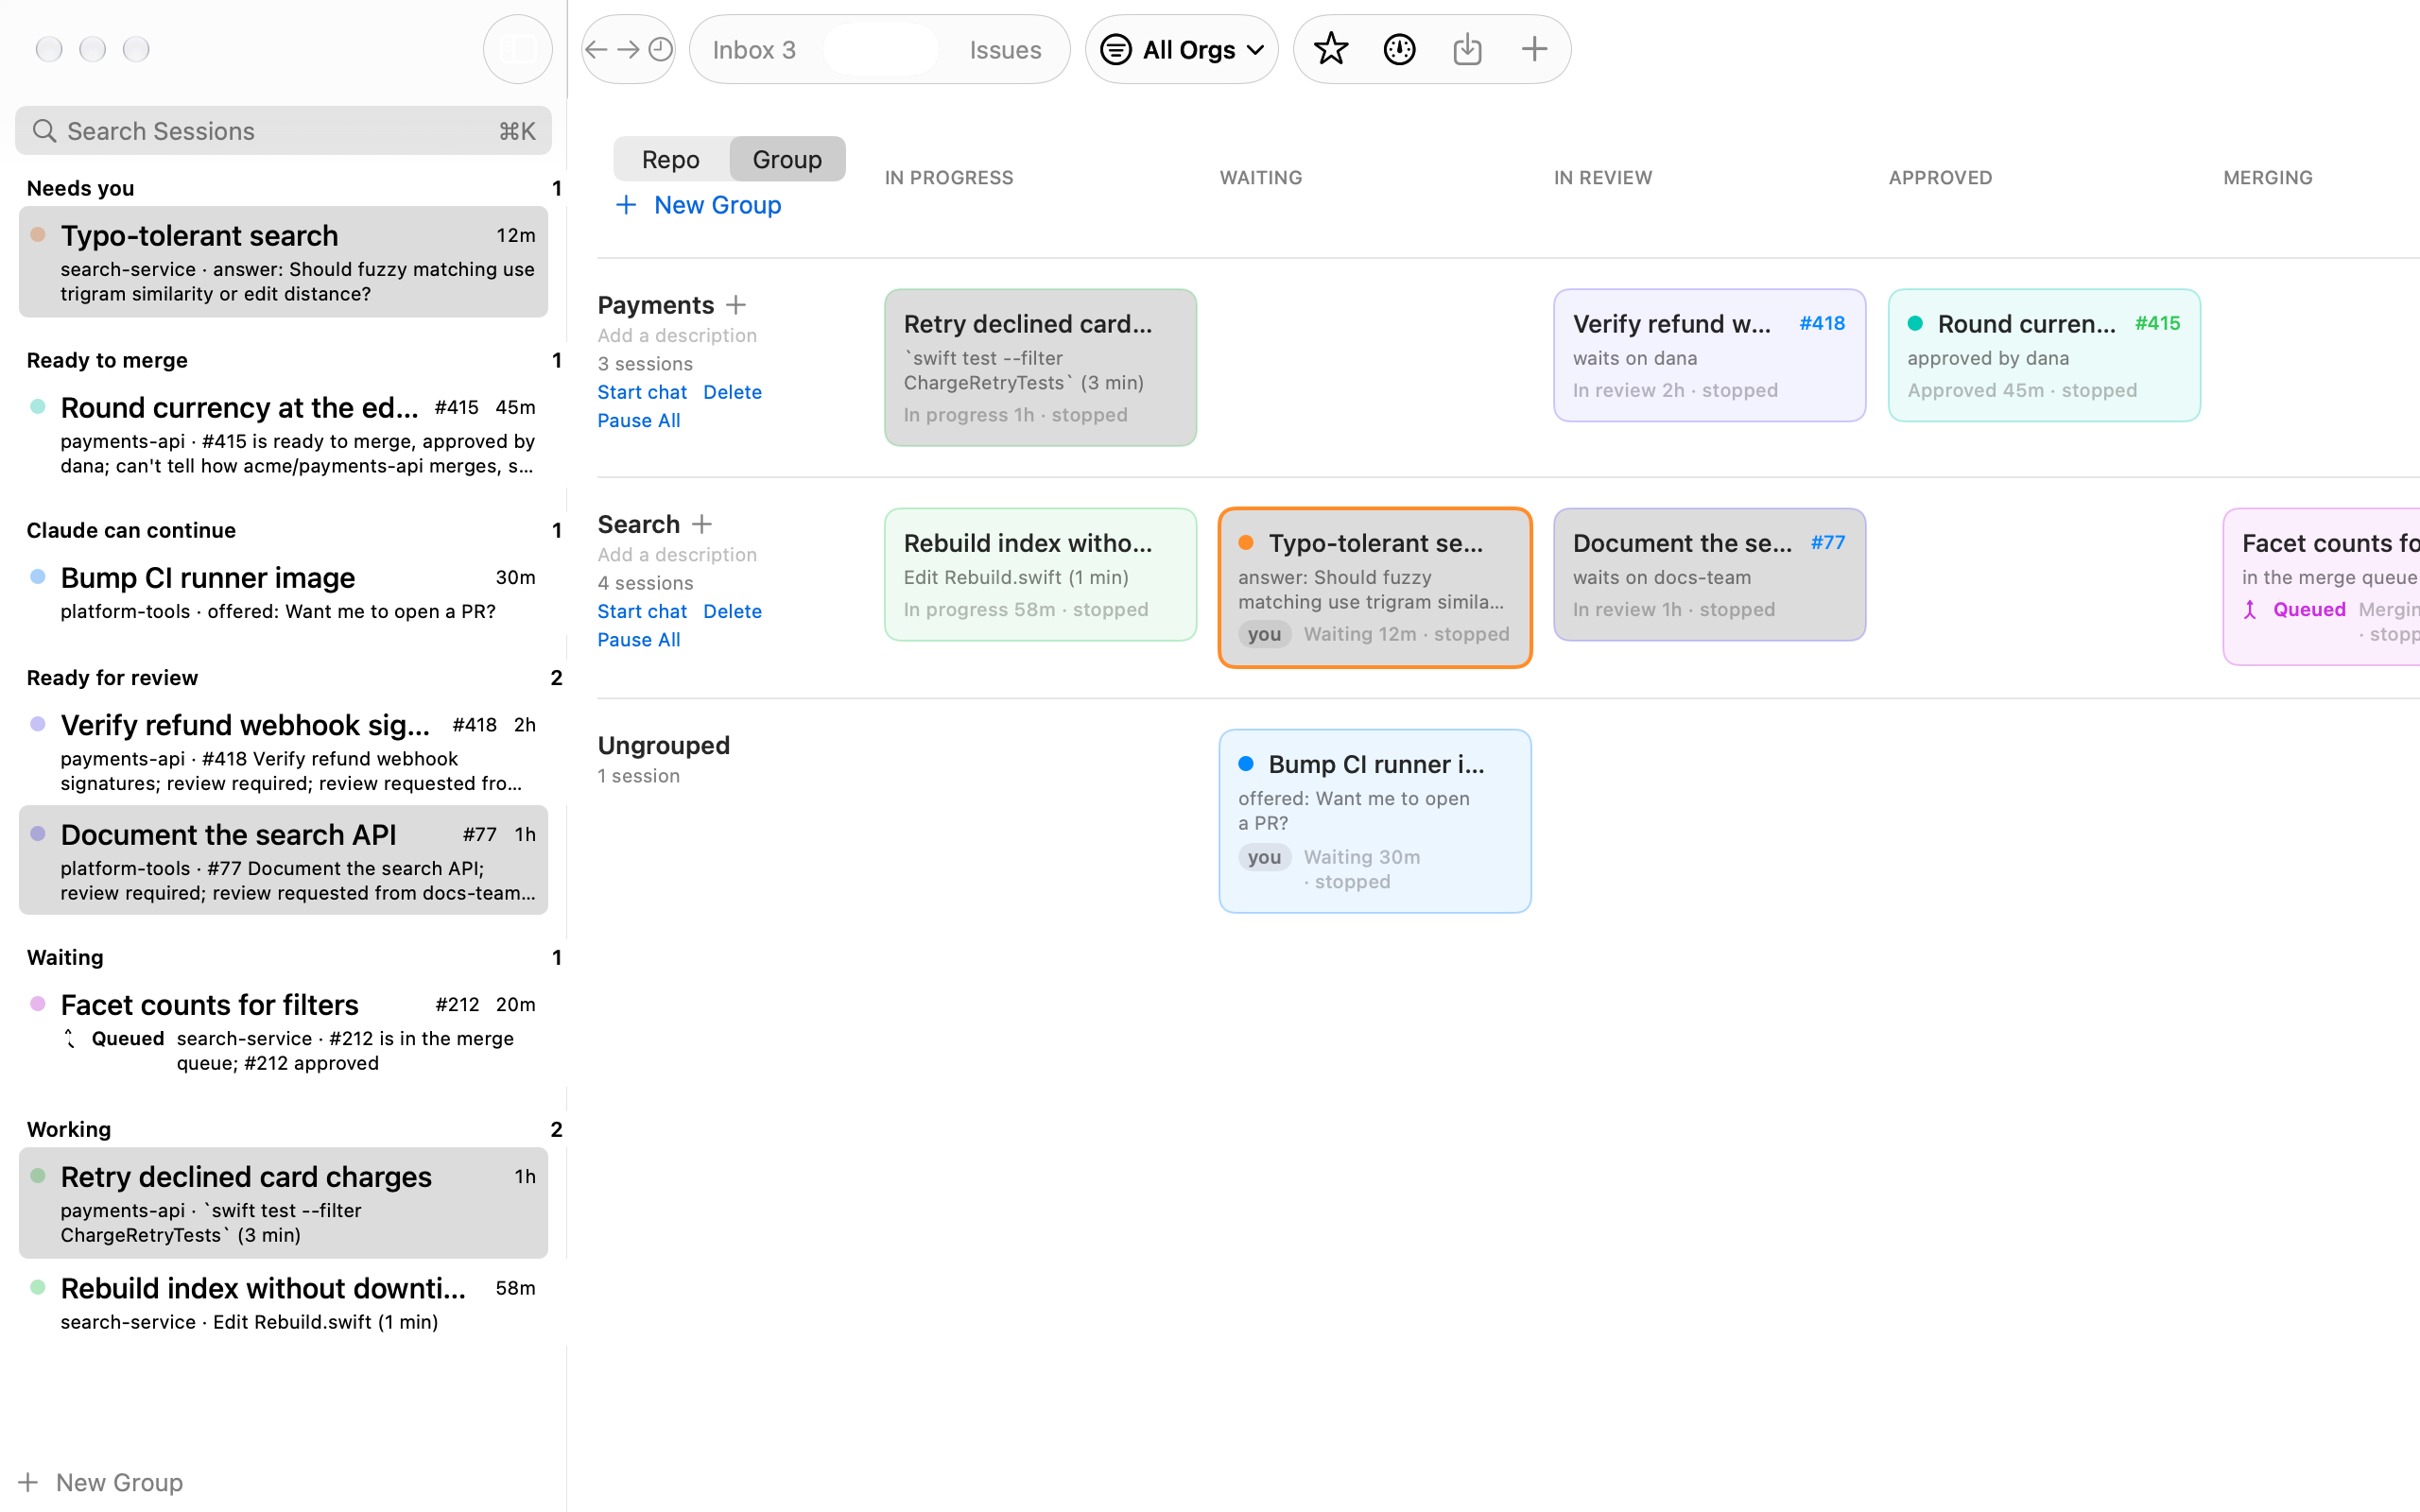 Inbox 3
Issues
All Orgs
Search Sessions ⌘K
Needs you 1
Typo-tolerant search 12m
search-service · answer: Should fuzzy matching use
trigram similarity or edit distance?
Ready to merge 1
Round currency at the ed... #415 45m
payments-api · #415 is ready to merge, approved by
dana; can't tell how acme/payments-api merges, s...
Claude can continue 1
Bump CI runner image 30m
platform-tools · offered: Want me to open a PR?
Ready for review 2
Verify refund webhook sig... #418 2h
payments-api · #418 Verify refund webhook
signatures; review required; review requested fro...
Document the search API #77 1h
platform-tools · #77 Document the search API;
review required; review requested from docs-team...
Waiting 1
Facet counts for filters #212 20m
Queued search-service · #212 is in the merge
queue; #212 approved
Working 2
Retry declined card charges 1h
payments-api · `swift test --filter
ChargeRetryTests` (3 min)
Rebuild index without downti... 58m
search-service · Edit Rebuild.swift (1 min)
+ New Group
Repo Group
+ New Group
IN PROGRESS
WAITING
IN REVIEW
APPROVED
MERGING
Payments +
Add a description
3 sessions
Start chat Delete
Pause All
Retry declined card...
`swift test --filter
ChargeRetryTests` (3 min)
In progress 1h · stopped
Verify refund w... #418
waits on dana
In review 2h · stopped
Round curren... #415
approved by dana
Approved 45m · stopped
Search +
Add a description
4 sessions
Start chat Delete
Pause All
Rebuild index witho...
Edit Rebuild.swift (1 min)
In progress 58m · stopped
Typo-tolerant se...
answer: Should fuzzy
matching use trigram simila...
you Waiting 12m · stopped
Document the se... #77
waits on docs-team
In review 1h · stopped
Facet counts fo
in the merge queue
Queued Mergin
· stopp
Ungrouped
1 session
Bump CI runner i...
offered: Want me to open
a PR?
you Waiting 30m
· stopped